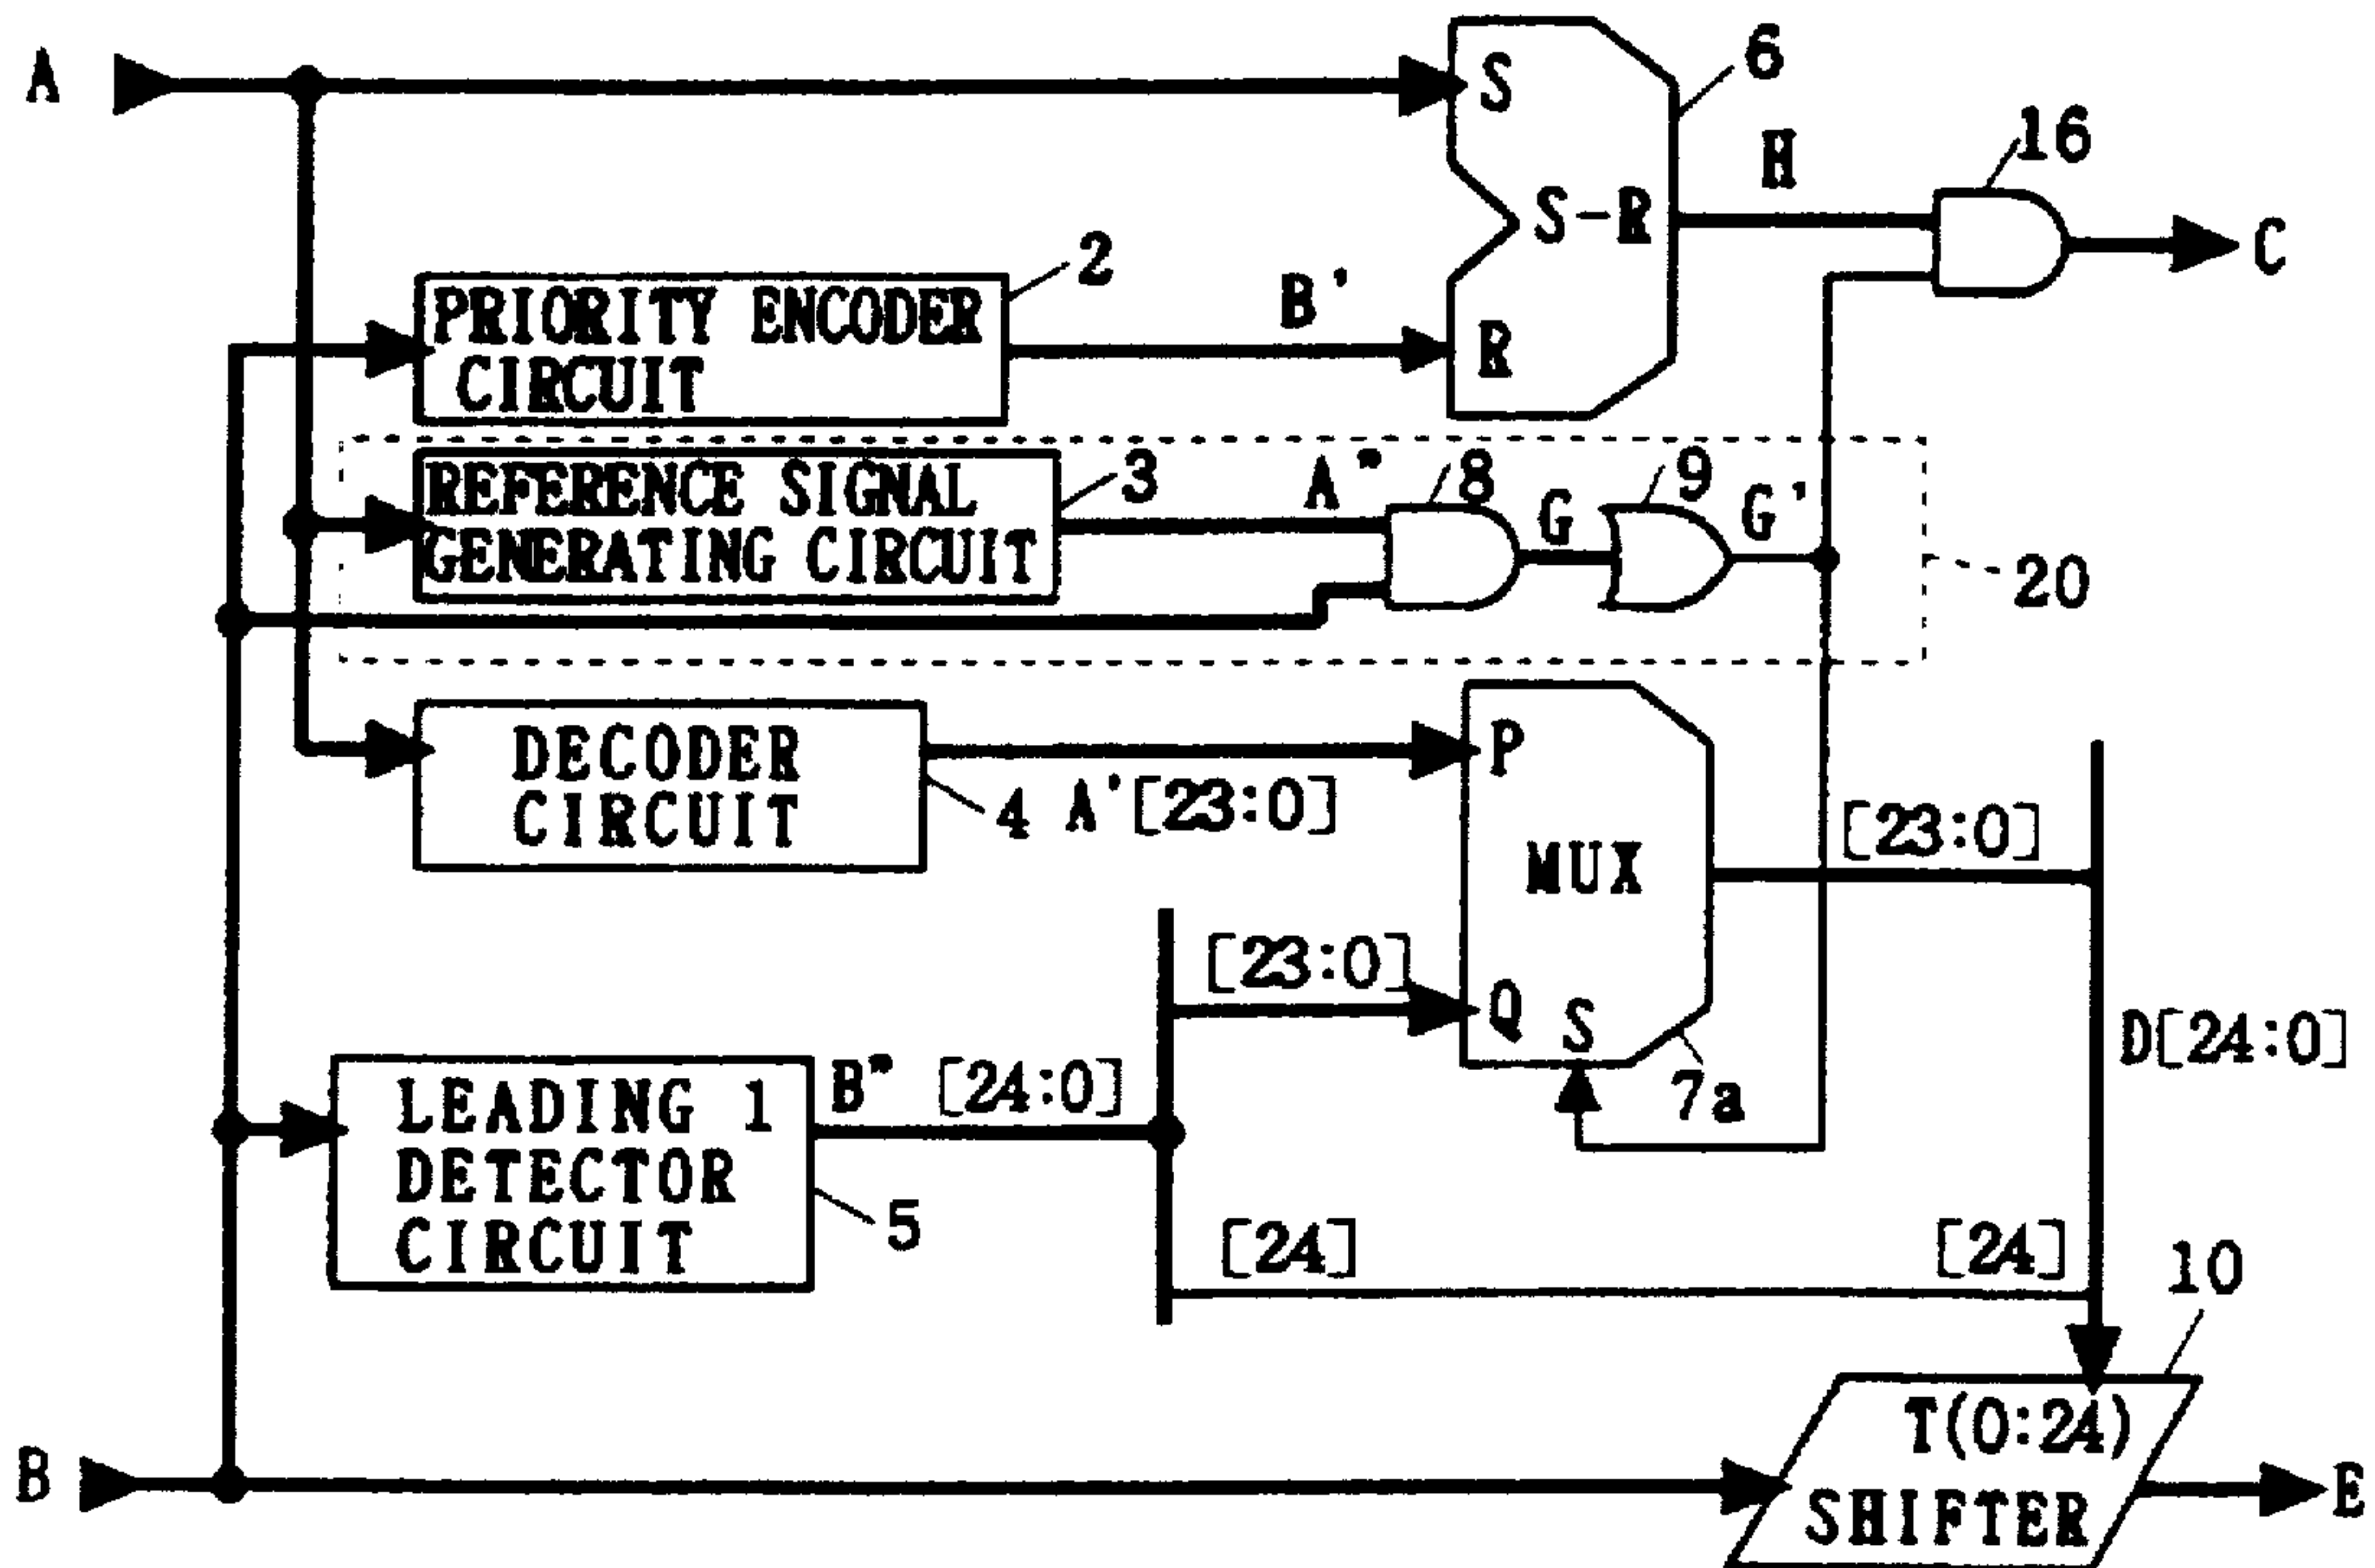 A
S
6
H
16
S-R
C
2
PRIORITY ENCODER
CIRCUIT
B'
R
REFERENCE SIGNAL
GENERATING CIRCUIT
3
A"
8
G
9
G'
20
DECODER
CIRCUIT
4
A'[23:0]
P
MUX
[23:0]
[23:0]
Q
S
7a
D[24:0]
LEADING 1
DETECTOR
CIRCUIT
5
B" [24:0]
[24]
[24]
10
T(0:24)
SHIFTER
B
E